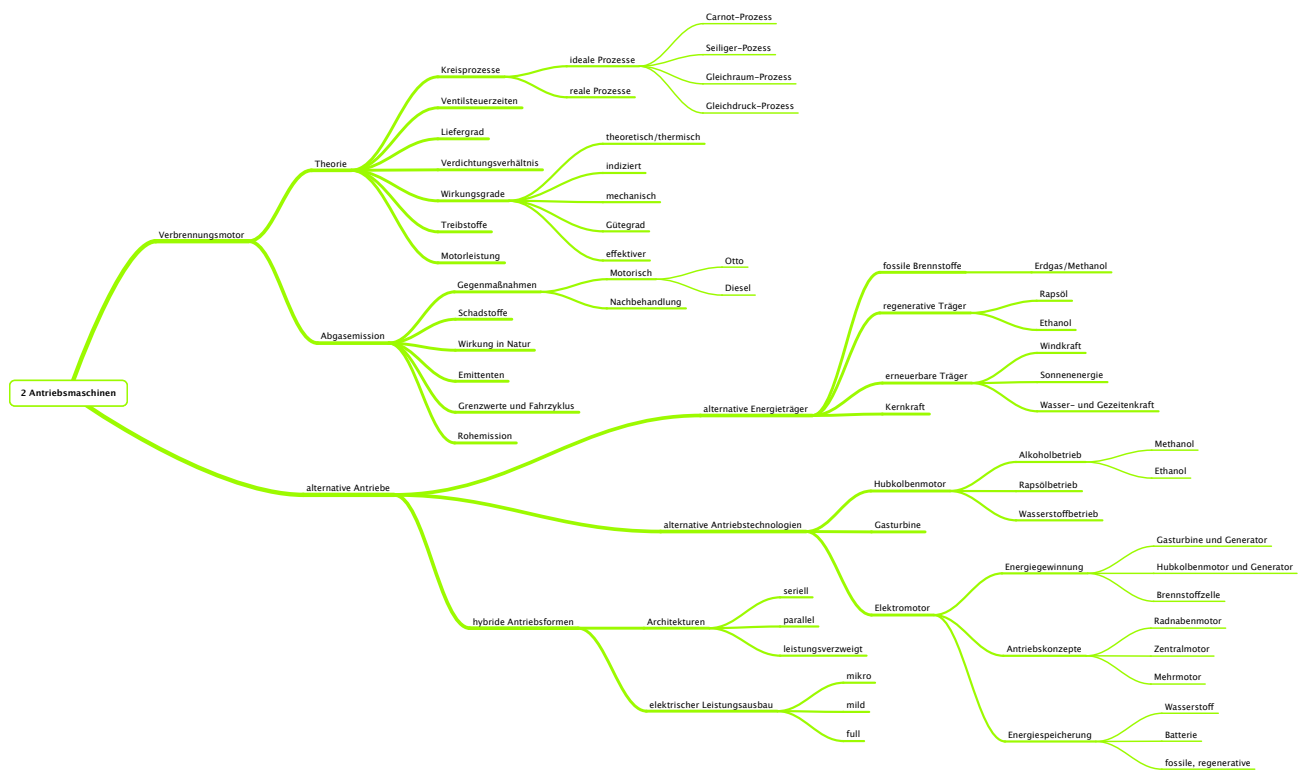 2 Antriebsmaschinen
Verbrennungsmotor
Theorie
Kreisprozesse
ideale Prozesse
Carnot-Prozess
Seiliger-Pozess
Gleichraum-Prozess
Gleichdruck-Prozess
reale Prozesse
Ventilsteuerzeiten
Liefergrad
Verdichtungsverhältnis
Wirkungsgrade
theoretisch/thermisch
indiziert
mechanisch
Gütegrad
effektiver
Treibstoffe
Motorleistung
Abgasemission
Gegenmaßnahmen
Motorisch
Otto
Diesel
Nachbehandlung
Schadstoffe
Wirkung in Natur
Emittenten
Grenzwerte und Fahrzyklus
Rohemission
alternative Antriebe
alternative Energieträger
fossile Brennstoffe
Erdgas/Methanol
regenerative Träger
Rapsöl
Ethanol
erneuerbare Träger
Windkraft
Sonnenenergie
Wasser- und Gezeitenkraft
Kernkraft
alternative Antriebstechnologien
Hubkolbenmotor
Alkoholbetrieb
Methanol
Ethanol
Rapsölbetrieb
Wasserstoffbetrieb
Gasturbine
Elektromotor
Energiegewinnung
Gasturbine und Generator
Hubkolbenmotor und Generator
Brennstoffzelle
Antriebskonzepte
Radnabenmotor
Zentralmotor
Mehrmotor
Energiespeicherung
Wasserstoff
Batterie
fossile, regenerative
hybride Antriebsformen
Architekturen
seriell
parallel
leistungsverzweigt
elektrischer Leistungsausbau
mikro
mild
full